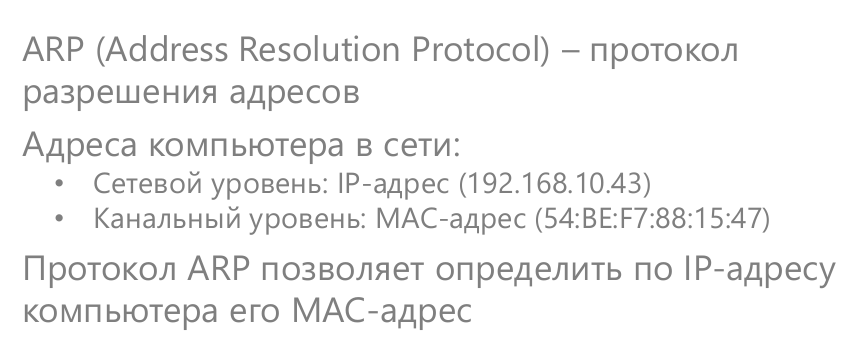 ARP (Address Resolution Protocol) – протокол
разрешения адресов
Адреса компьютера в сети:
• Сетевой уровень: IP-адрес (192.168.10.43)
• Канальный уровень: MAC-адрес (54:BE:F7:88:15:47)
Протокол ARP позволяет определить по IP-адресу
компьютера его MAC-адрес